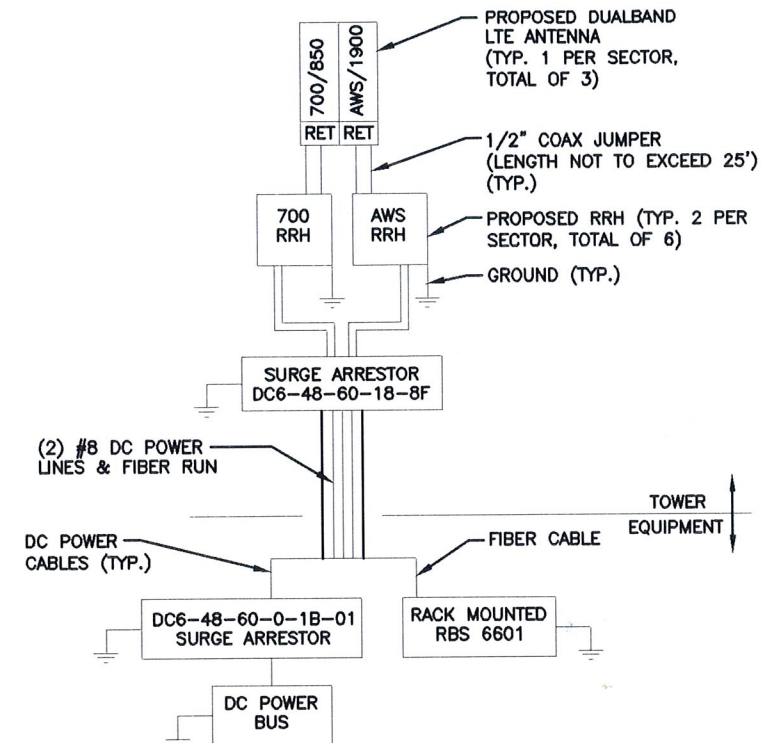 PROPOSED DUALBAND
LTE ANTENNA
(TYP. 1 PER SECTOR,
TOTAL OF 3)
700/850
AWS/1900
RET
RET
1/2" COAX JUMPER
(LENGTH NOT TO EXCEED 25')
(TYP.)
700
RRH
AWS
RRH
PROPOSED RRH (TYP. 2 PER
SECTOR, TOTAL OF 6)
GROUND (TYP.)
SURGE ARRESTOR
DC6-48-60-18-8F
(2) #8 DC POWER
LINES & FIBER RUN
TOWER
EQUIPMENT
DC POWER
CABLES (TYP.)
FIBER CABLE
DC6-48-60-0-1B-01
SURGE ARRESTOR
RACK MOUNTED
RBS 6601
DC POWER
BUS